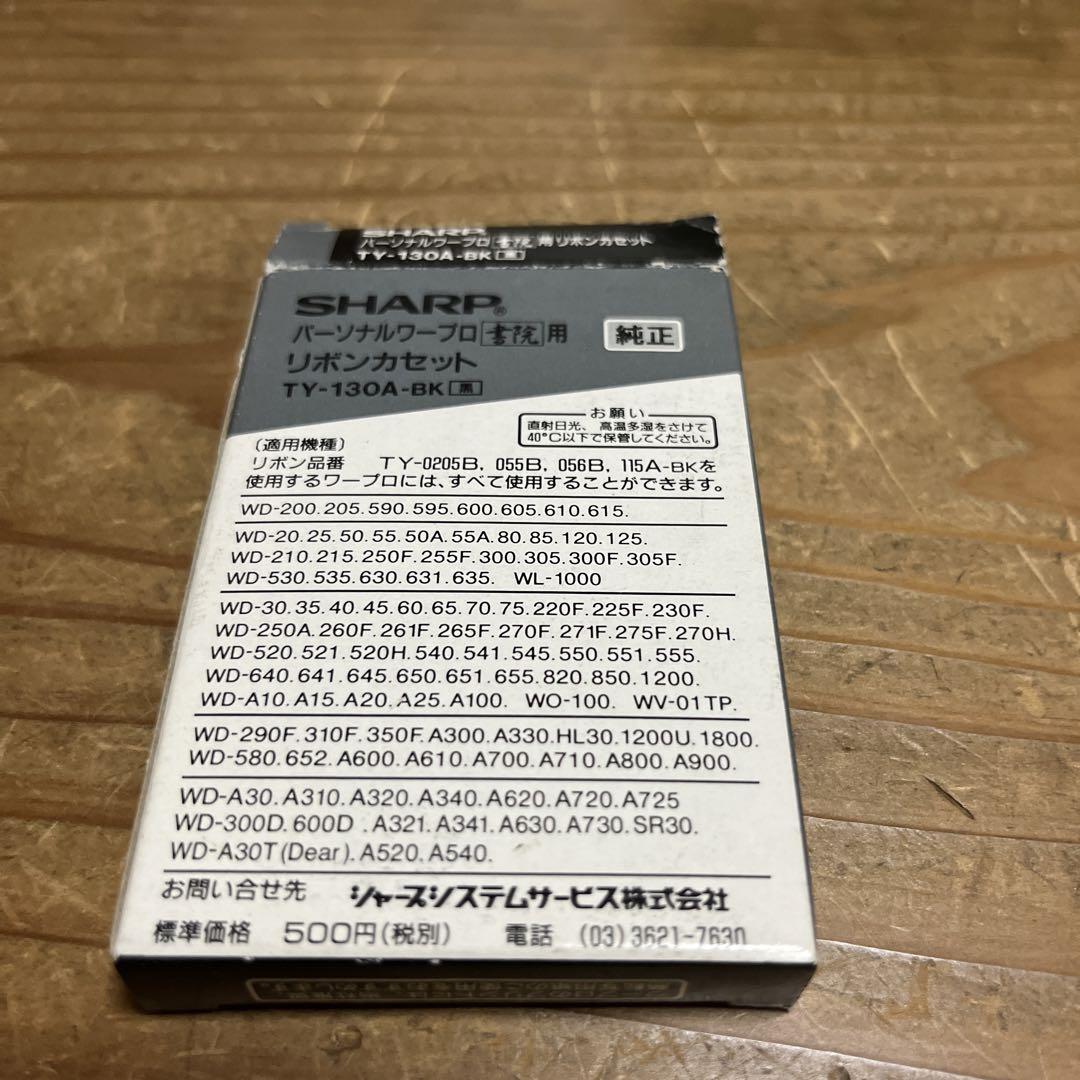 SHARP
パーソナルワープロ 書院 用 リボンカセット
TY-130A-BK 黒
SHARP®
パーソナルワープロ 書院 用
純正
リボンカセット
TY-130A-BK 黒
お願い
直射日光、高温多湿をさけて
40°C以下で保管してください。
〔適用機種〕
リボン品番 TY-0205B, 055B, 056B, 115A-BKを
使用するワープロには、すべて使用することができます。
WD-200.205.590.595.600.605.610.615.
WD-20.25.50.55.50A.55A.80.85.120.125.
WD-210.215.250F.255F.300.305.300F.305F.
WD-530.535.630.631.635. WL-1000
WD-30.35.40.45.60.65.70.75.220F.225F.230F.
WD-250A.260F.261F.265F.270F.271F.275F.270H.
WD-520.521.520H.540.541.545.550.551.555.
WD-640.641.645.650.651.655.820.850.1200.
WD-A10.A15.A20.A25.A100. WO-100. WV-01TP.
WD-290F.310F.350F.A300.A330.HL30.1200U.1800.
WD-580.652.A600.A610.A700.A710.A800.A900.
WD-A30.A310.A320.A340.A620.A720.A725
WD-300D.600D.A321.A341.A630.A730.SR30.
WD-A30T(Dear).A520.A540.
お問い合せ先 シャープシステムサービス株式会社
標準価格 500円(税別) 電話 (03)3621-7630